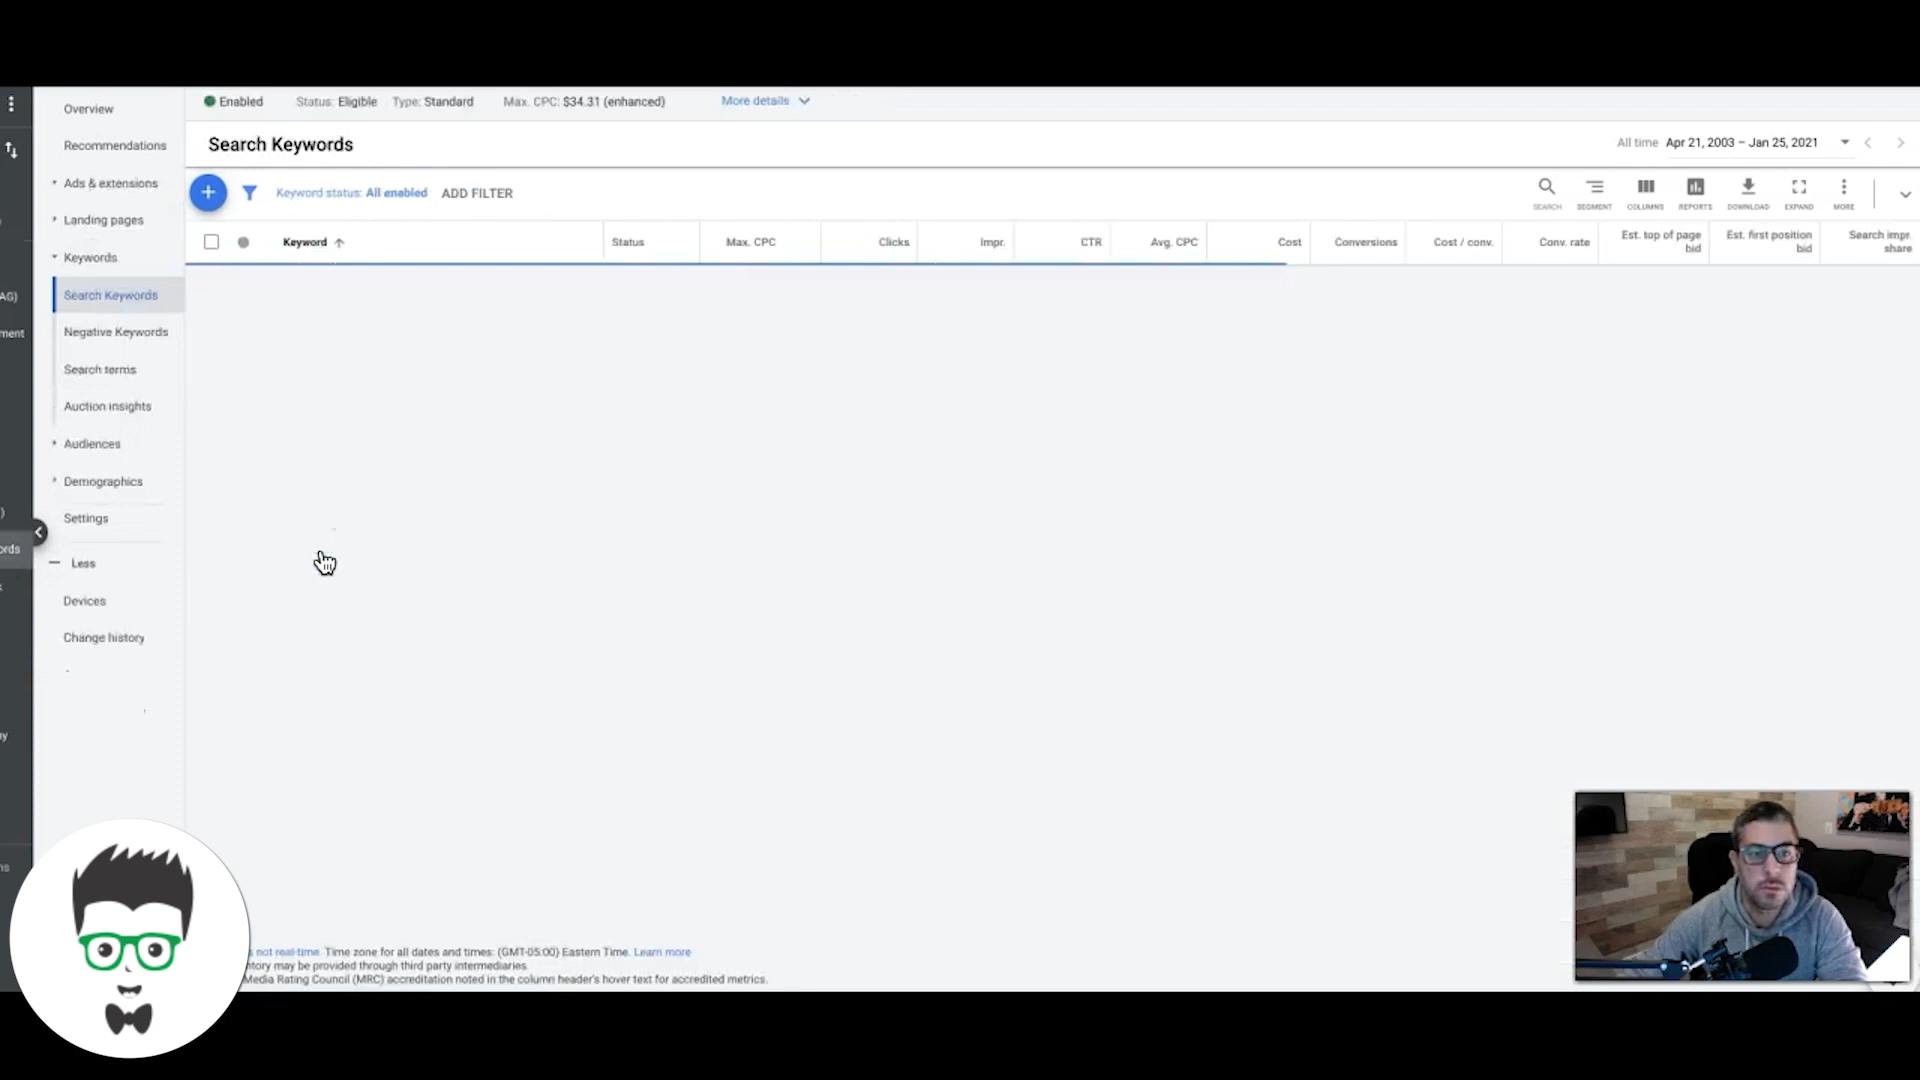 Enabled Status: Eligible Type: Standard Max. CPC: $34.31 (enhanced) More details
Search Keywords
All time Apr 21, 2003 – Jan 25, 2021
Keyword status: All enabled ADD FILTER
SEARCH SEGMENT COLUMNS REPORTS DOWNLOAD EXPAND MORE
Keyword Status Max. CPC Clicks Impr. CTR Avg. CPC Cost Conversions Cost / conv. Conv. rate Est. top of page bid Est. first position bid Search impr. share
Overview
Recommendations
Ads & extensions
Landing pages
Keywords
Search Keywords
Negative Keywords
Search terms
Auction insights
Audiences
Demographics
Settings
Less
Devices
Change history
AG)
ment
)
ords
ny
ns
not real-time. Time zone for all dates and times: (GMT-05:00) Eastern Time. Learn more
ntory may be provided through third party intermediaries.
Media Rating Council (MRC) accreditation noted in the column header's hover text for accredited metrics.